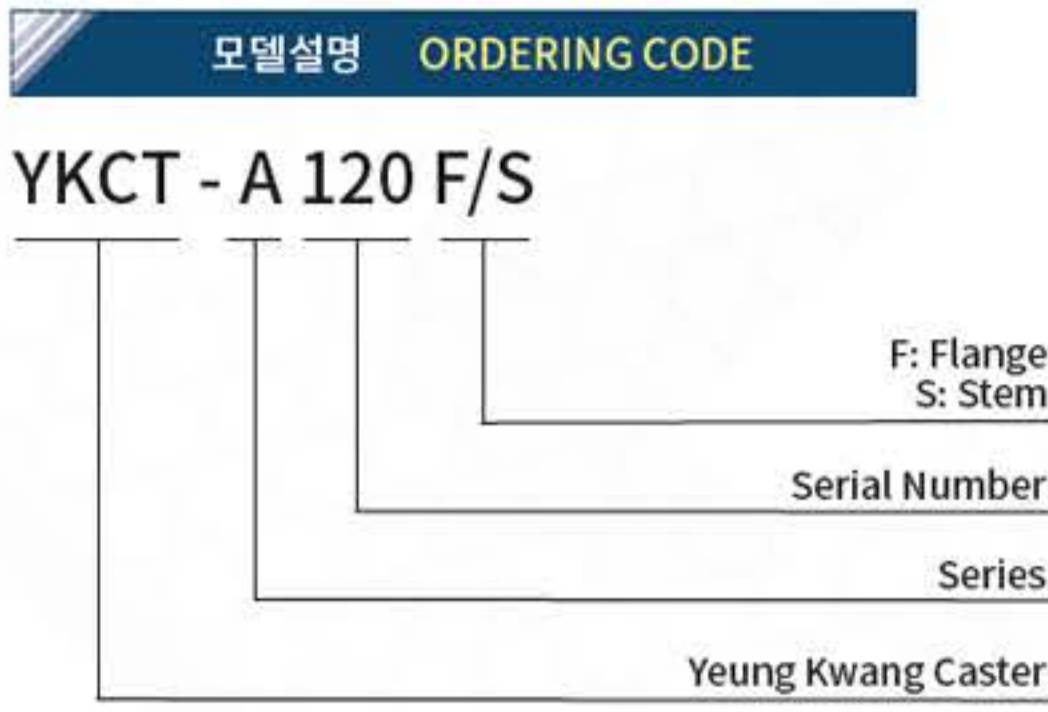 모델설명 ORDERING CODE
YKCT - A 120 F/S
F: Flange
S: Stem
Serial Number
Series
Yeung Kwang Caster